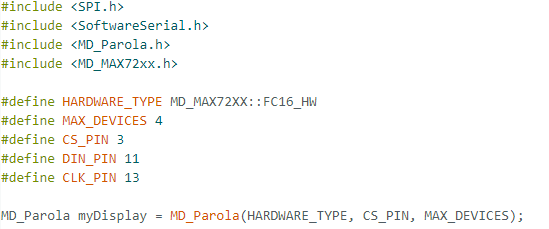 #include <SPI.h>
#include <SoftwareSerial.h>
#include <MD_Parola.h>
#include <MD_MAX72xx.h>
#define HARDWARE_TYPE MD_MAX72XX::FC16_HW
#define MAX_DEVICES 4
#define CS_PIN 3
#define DIN_PIN 11
#define CLK_PIN 13
MD_Parola myDisplay = MD_Parola(HARDWARE_TYPE, CS_PIN, MAX_DEVICES);